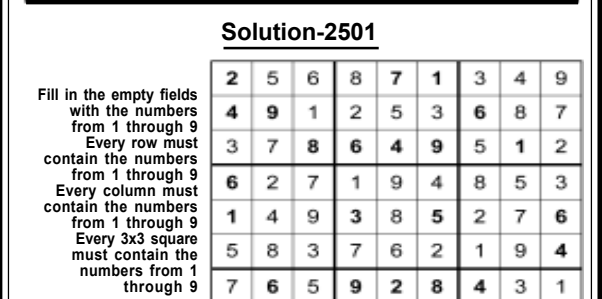 Solution-2501
Fill in the empty fields
with the numbers
from 1 through 9
Every row must
contain the numbers
from 1 through 9
Every column must
contain the numbers
from 1 through 9
Every 3x3 square
must contain the
numbers from 1
through 9
2 5 6 8 7 1 3 4 9
4 9 1 2 5 3 6 8 7
3 7 8 6 4 9 5 1 2
6 2 7 1 9 4 8 5 3
1 4 9 3 8 5 2 7 6
5 8 3 7 6 2 1 9 4
7 6 5 9 2 8 4 3 1